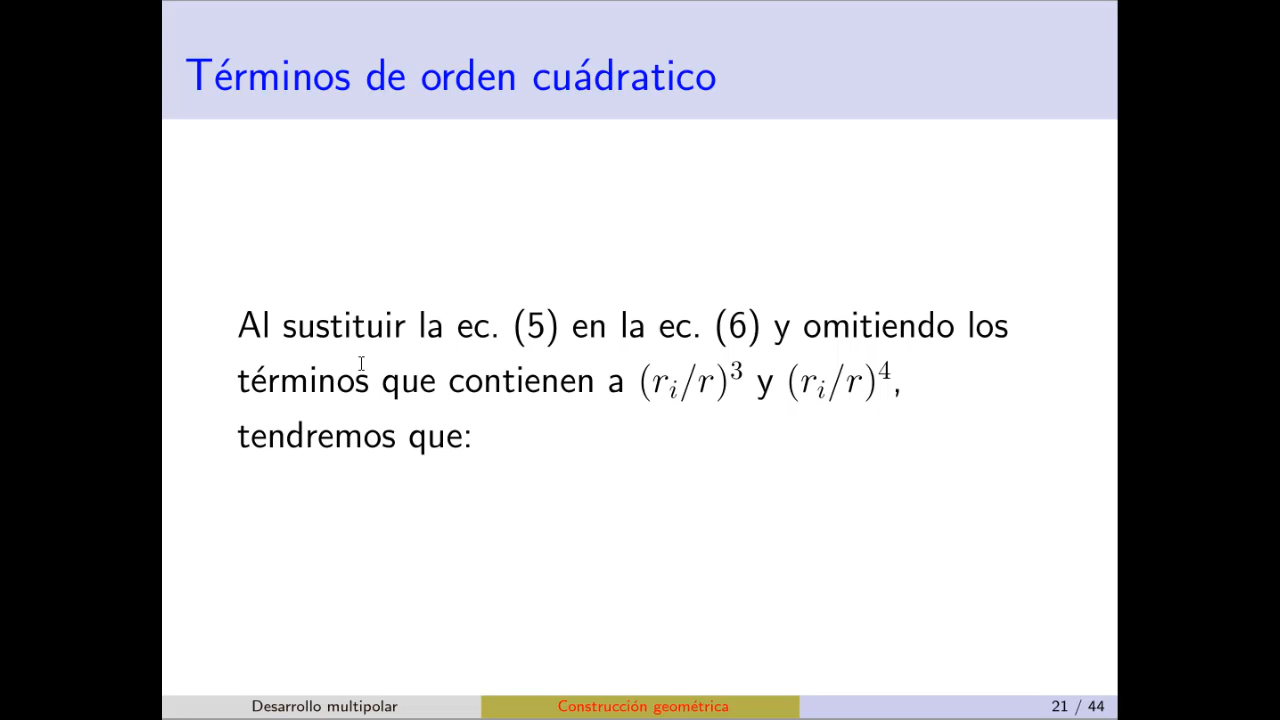 Términos de orden cuádratico
Al sustituir la ec. (5) en la ec. (6) y omitiendo los
términos que contienen a (r_i/r)^3 y (r_i/r)^4,
tendremos que:
Desarrollo multipolar
Construcción geométrica
21 / 44